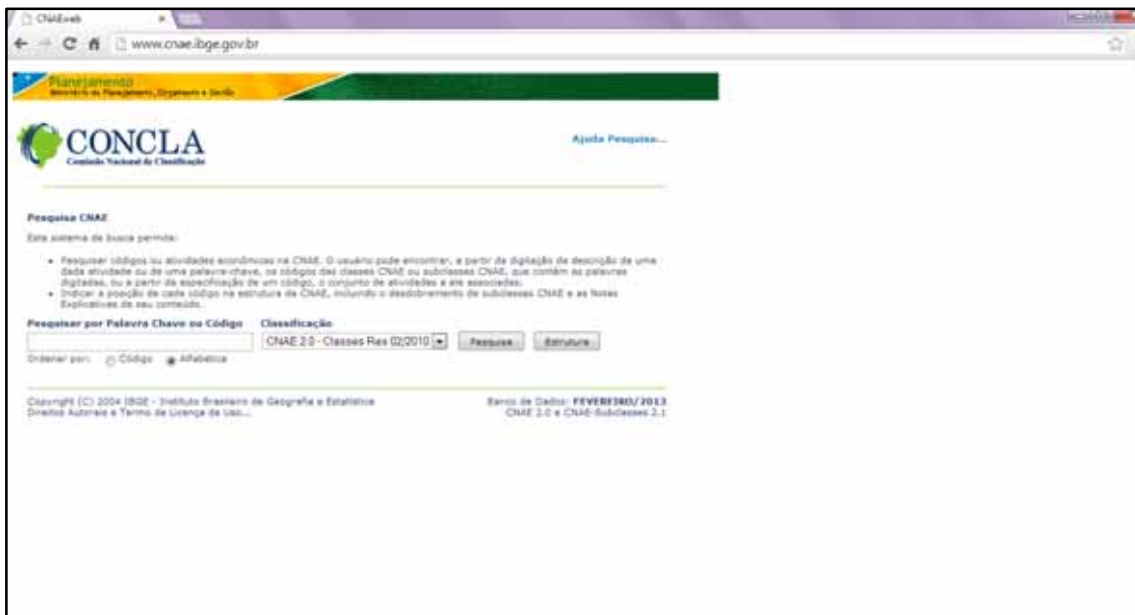 CNAEweb
www.cnae.ibge.gov.br
Planejamento
Ministério do Planejamento, Orçamento e Gestão
CONCLA
Comissão Nacional de Classificação
Ajuda Pesquisa...
Pesquisa CNAE
Este sistema de busca permite:
• Pesquisar códigos ou atividades econômicas na CNAE. O usuário pode encontrar, a partir da digitação da descrição de uma
dada atividade ou de uma palavra-chave, os códigos das classes CNAE ou subclasses CNAE, que contêm as palavras
digitadas, ou a partir da especificação de um código, o conjunto de atividades a ele associadas;
• Indicar a posição de cada código na estrutura da CNAE, incluindo o desdobramento de subclasses CNAE e as Notas
Explicativas de seu conteúdo.
Pesquisar por Palavra Chave ou Código Classificação
CNAE 2.0 - Classes Res 02/2010 Pesquisa Estrutura
Ordenar por: Código Alfabética
Copyright (C) 2004 IBGE - Instituto Brasileiro de Geografia e Estatística Banco de Dados: FEVEREIRO/2013
Direitos Autorais e Termo de Licença de Uso... CNAE 2.0 e CNAE-Subclasses 2.1